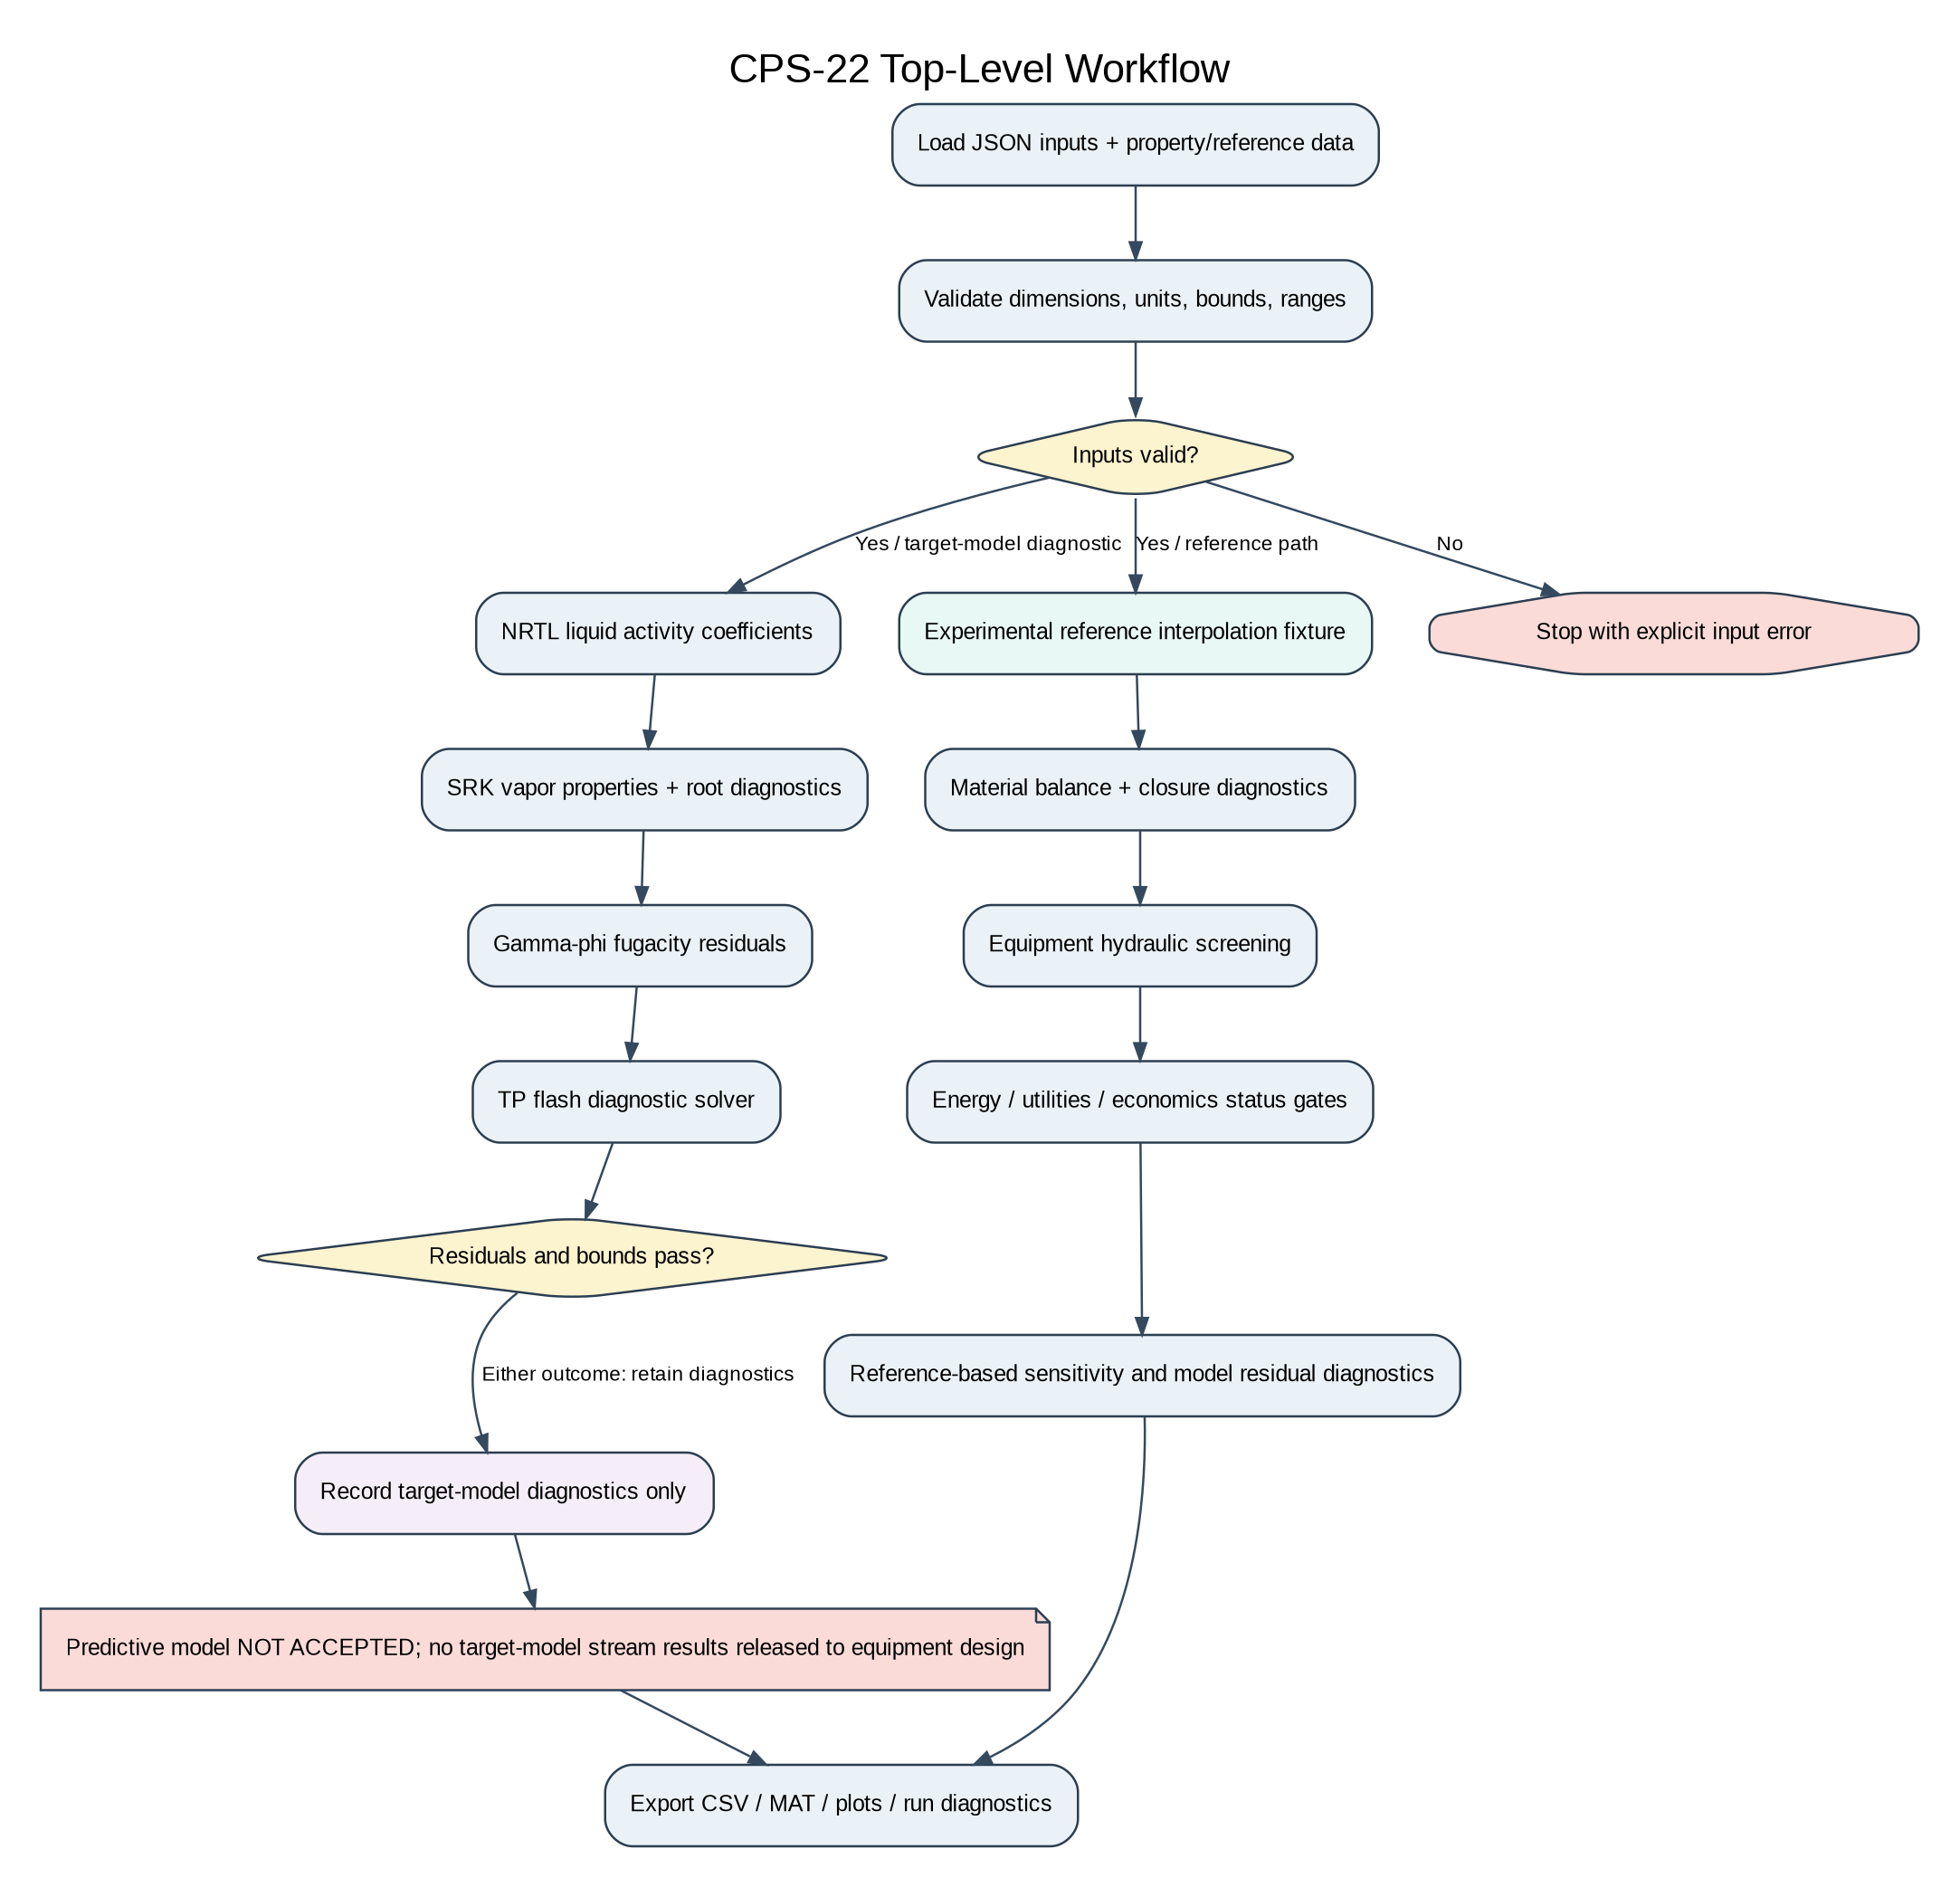 CPS-22 Top-Level Workflow
Load JSON inputs + property/reference data
Validate dimensions, units, bounds, ranges
Inputs valid?
Yes / target-model diagnostic
Yes / reference path
No
NRTL liquid activity coefficients
Experimental reference interpolation fixture
Stop with explicit input error
SRK vapor properties + root diagnostics
Material balance + closure diagnostics
Gamma-phi fugacity residuals
Equipment hydraulic screening
TP flash diagnostic solver
Energy / utilities / economics status gates
Residuals and bounds pass?
Either outcome: retain diagnostics
Reference-based sensitivity and model residual diagnostics
Record target-model diagnostics only
Predictive model NOT ACCEPTED; no target-model stream results released to equipment design
Export CSV / MAT / plots / run diagnostics